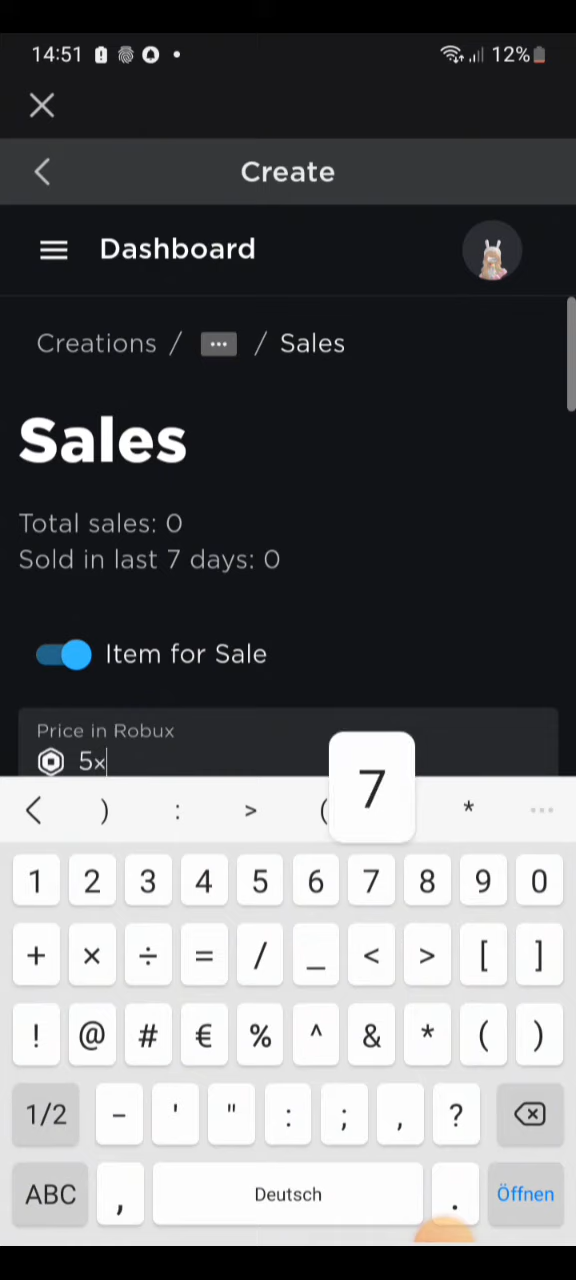 14:51 12%
Create
Dashboard
Creations / ... / Sales
Sales
Total sales: 0
Sold in last 7 days: 0
Item for Sale
Price in Robux
5×
7
) : > ( *  ...
1 2 3 4 5 6 7 8 9 0
+ × ÷ = / _ < > [ ]
! @ # € % ^ & * ( )
1/2 - ' " : ; , ?
ABC , Deutsch . Öffnen